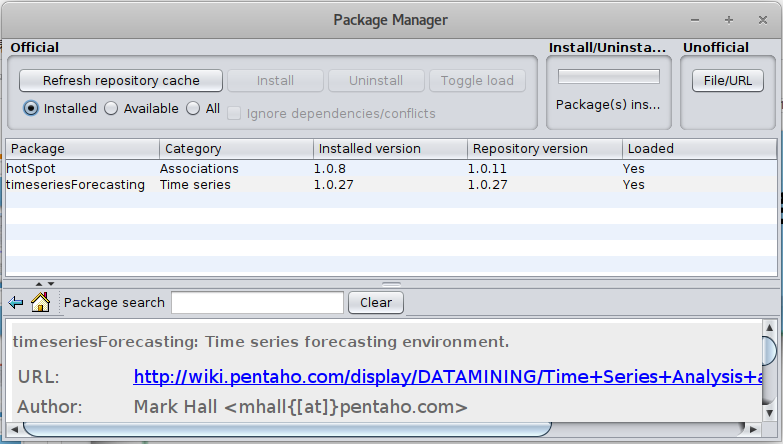 Package Manager
Official
Install/Uninsta...
Unofficial
Refresh repository cache
Install
Uninstall
Toggle load
File/URL
Installed
Available
All
Ignore dependencies/conflicts
Package(s) ins...
Package Category Installed version Repository version Loaded
hotSpot Associations 1.0.8 1.0.11 Yes
timeseriesForecasting Time series 1.0.27 1.0.27 Yes
Package search
Clear
timeseriesForecasting: Time series forecasting environment.
URL: http://wiki.pentaho.com/display/DATAMINING/Time+Series+Analysis+a
Author: Mark Hall <mhall{[at]}pentaho.com>